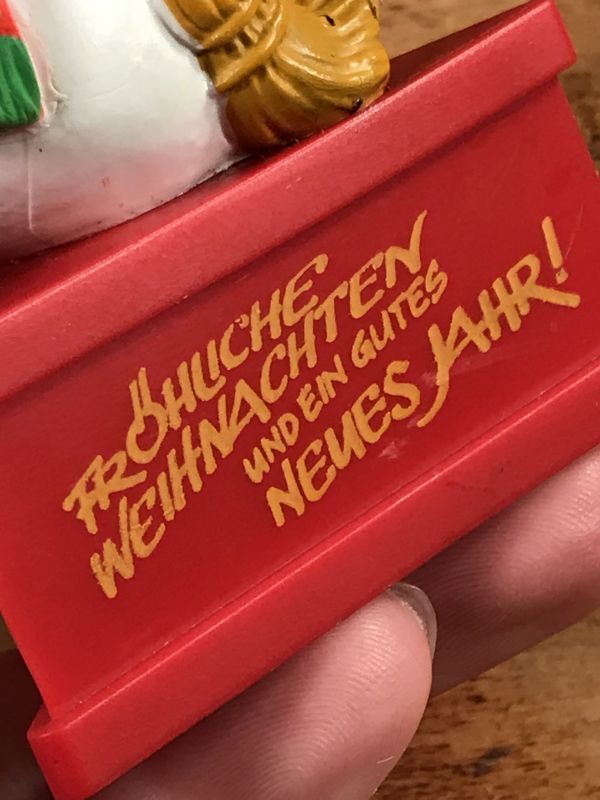 FRÖHLICHE
WEIHNACHTEN
UND EIN GUTES
NEUES JAHR!